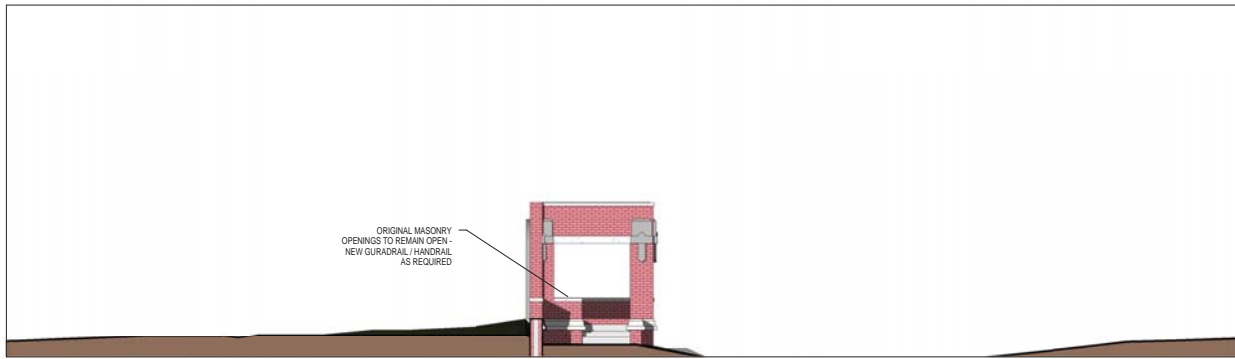 ORIGINAL MASONRY
OPENINGS TO REMAIN OPEN -
NEW GURADRAIL / HANDRAIL
AS REQUIRED